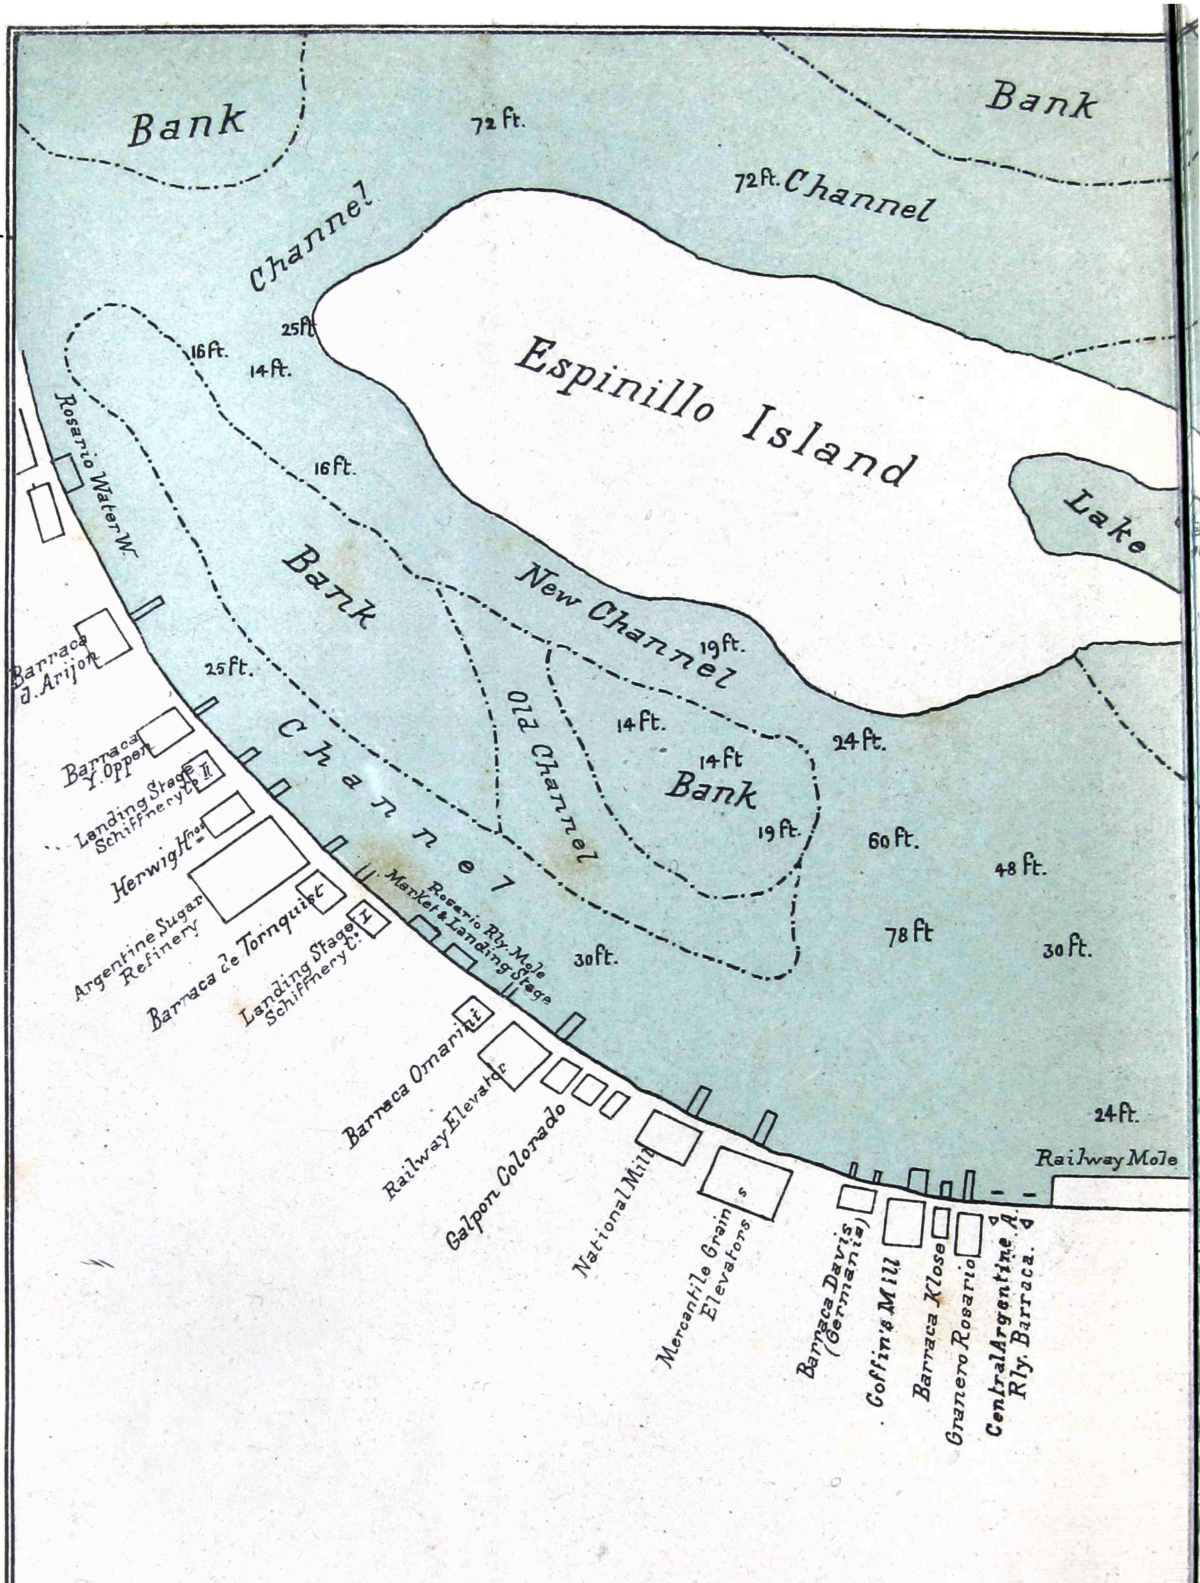 Bank
72 ft.
Bank
72 ft. Channel
Channel
25 ft
16 ft.
14 ft.
Espinillo Island
Lake
Rosario Water W.
16 ft.
Bank
New Channel
19 ft.
25 ft.
Old Channel
14 ft.
14 ft
Bank
19 ft.
24 ft.
60 ft.
48 ft.
78 ft
30 ft.
Channel
30 ft.
24 ft.
Railway Mole
Barraca
J. Arijon
Barraca
Y. Oppen
II
Landing Stage
Herwig Hnos
Argentine Sugar
Refinery
Barraca de Tornquist
Landing Stage
Rosario Rly. Mole
Market & Landing Stage
Barraca Omarini
Railway Elevator
Galpon Colorado
National Mill
Mercantile Grain
Elevators
Barraca Davis
(Germania)
Coffin's Mill
Barraca Klose
Granero Rosario
Central Argentine
Rly. Barraca.